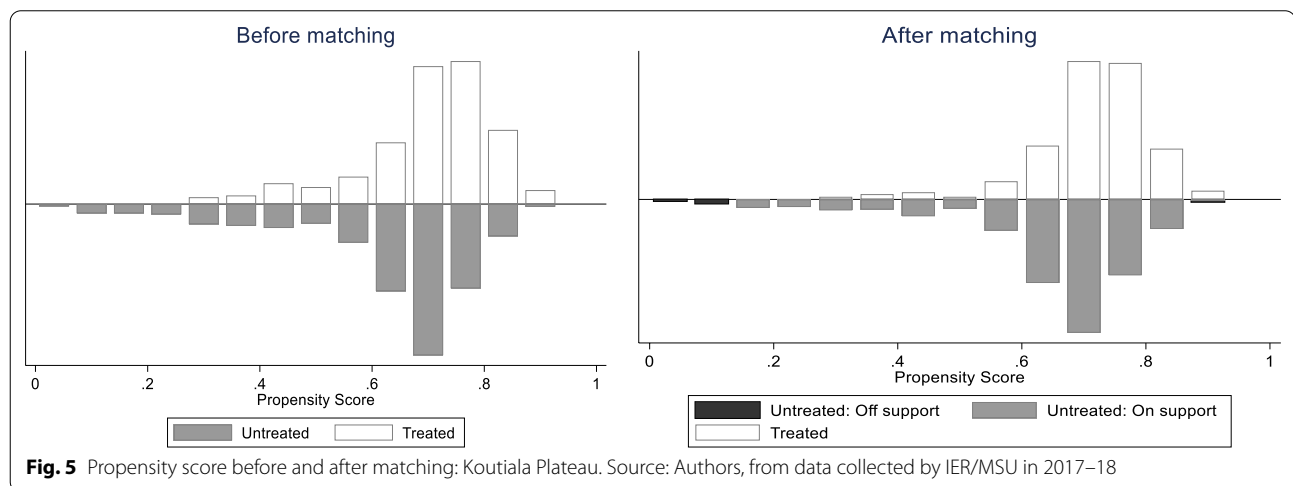 Before matching
0 .2 .4 .6 .8 1
Propensity Score
Untreated Treated
After matching
0 .2 .4 .6 .8 1
Propensity Score
Untreated: Off support Untreated: On support
Treated
Fig. 5 Propensity score before and after matching: Koutiala Plateau. Source: Authors, from data collected by IER/MSU in 2017–18